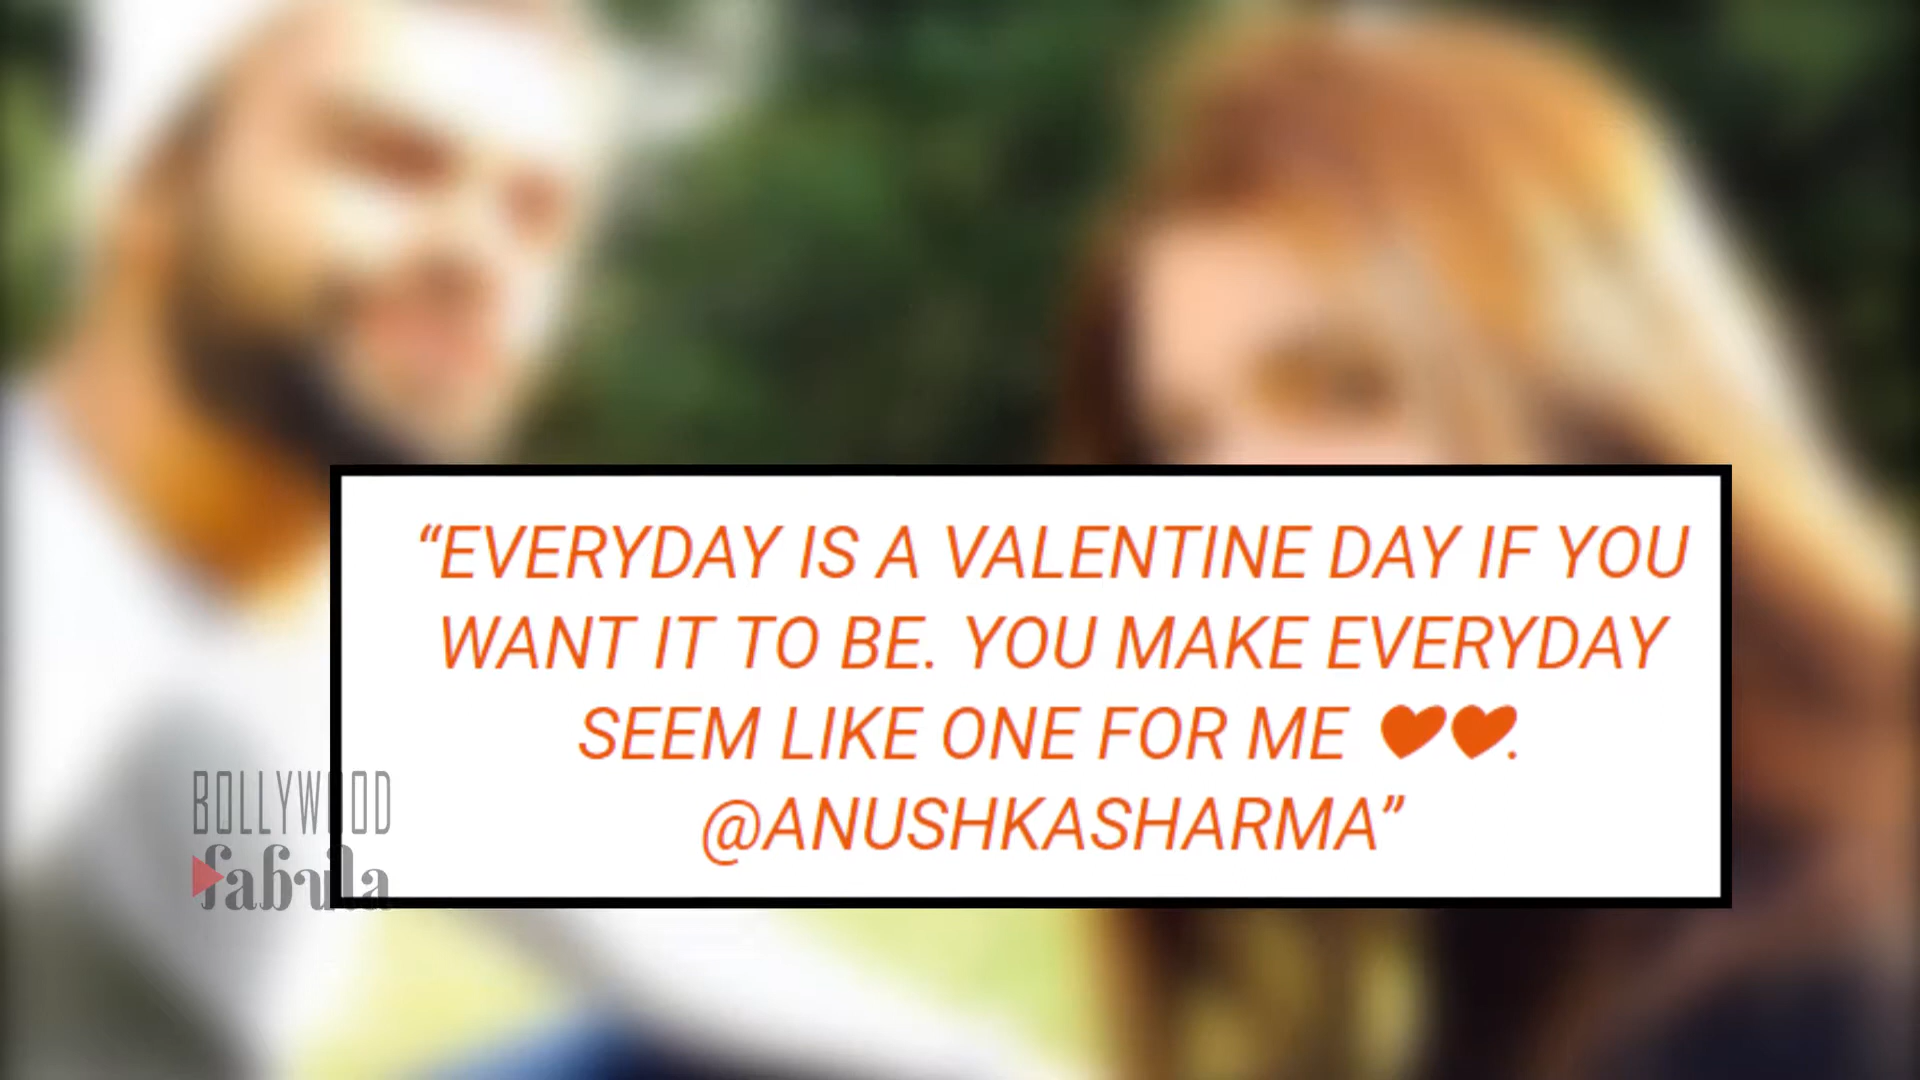 “EVERYDAY IS A VALENTINE DAY IF YOU
WANT IT TO BE. YOU MAKE EVERYDAY
SEEM LIKE ONE FOR ME ❤❤.
@ANUSHKASHARMA”
BOLLYWOOD
fabula